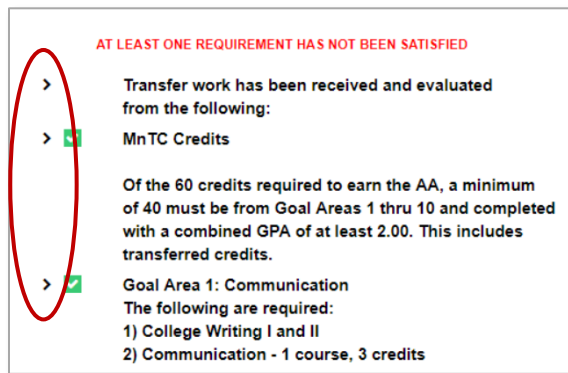 AT LEAST ONE REQUIREMENT HAS NOT BEEN SATISFIED
Transfer work has been received and evaluated
from the following:
MnTC Credits
Of the 60 credits required to earn the AA, a minimum
of 40 must be from Goal Areas 1 thru 10 and completed
with a combined GPA of at least 2.00. This includes
transferred credits.
Goal Area 1: Communication
The following are required:
1) College Writing I and II
2) Communication - 1 course, 3 credits